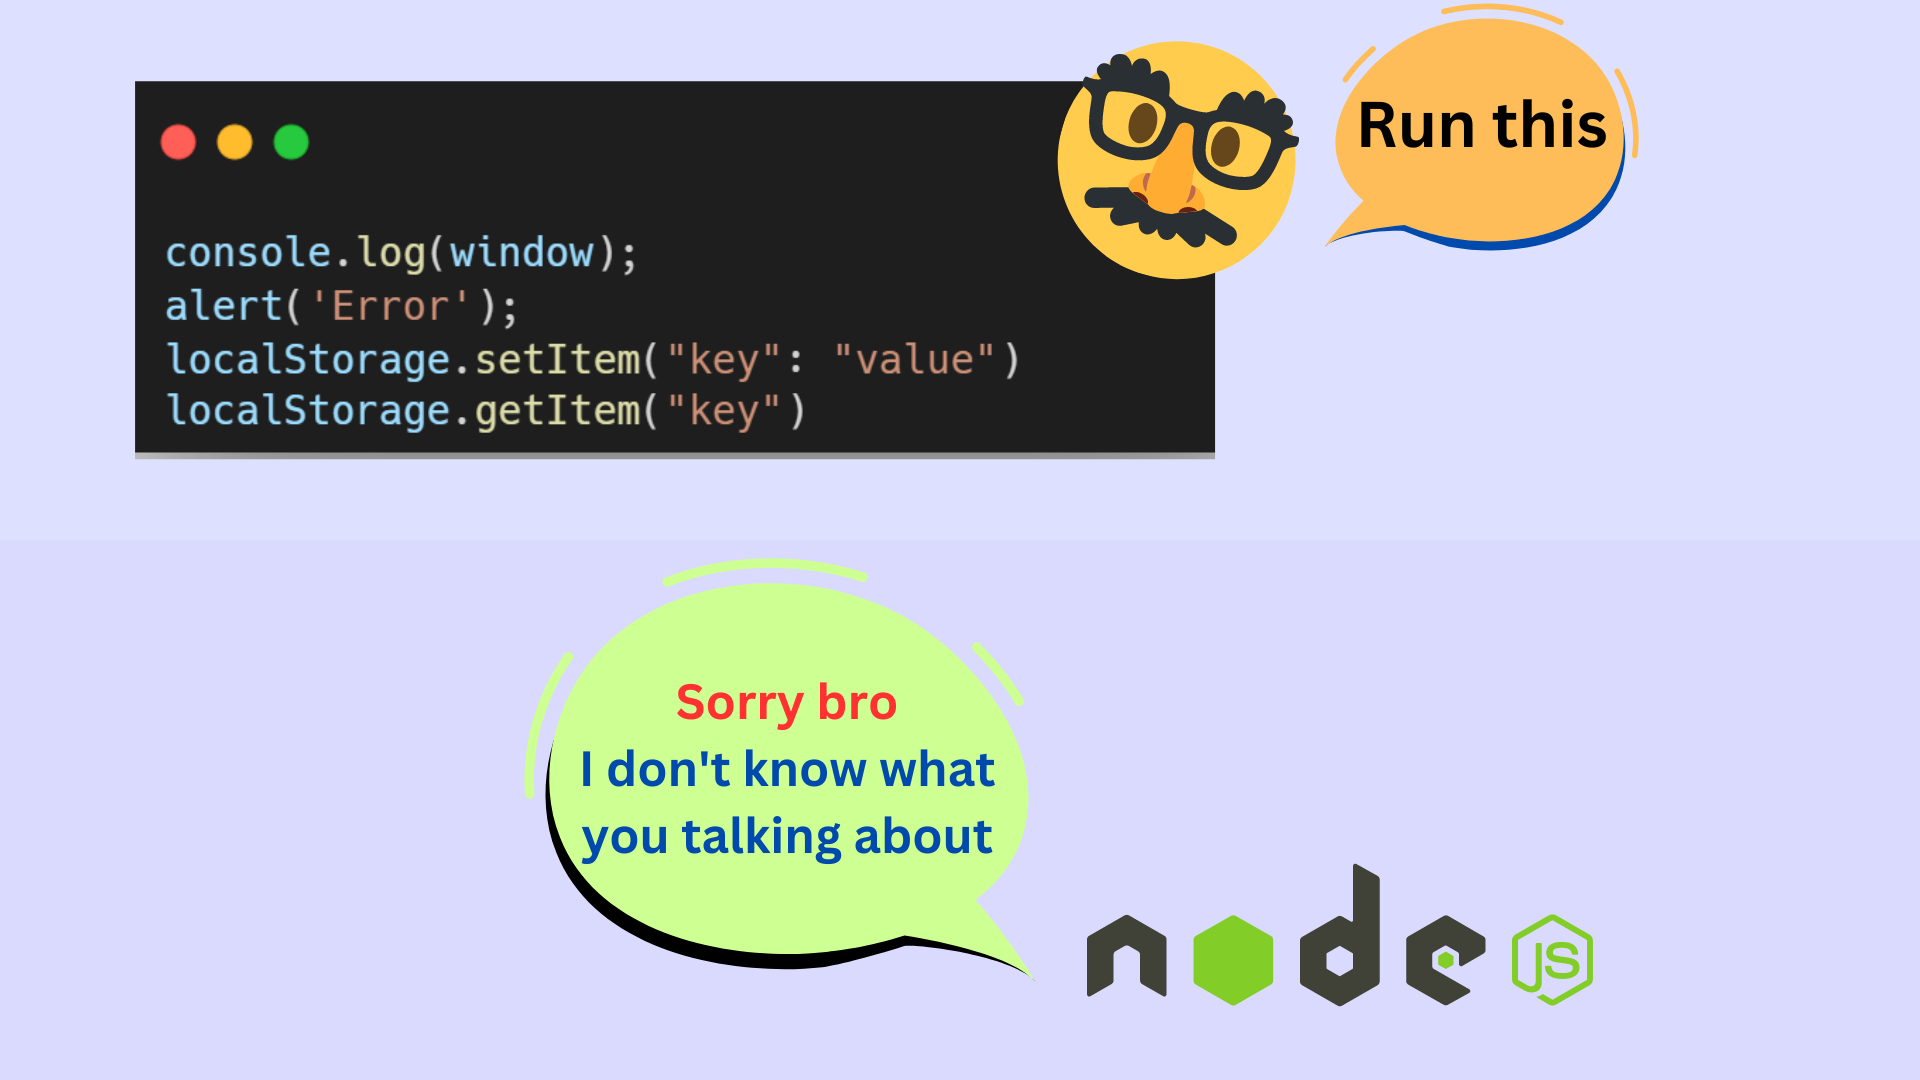 Run this
console.log(window);
alert('Error');
localStorage.setItem("key": "value")
localStorage.getItem("key")
Sorry bro
I don't know what
you talking about
node JS